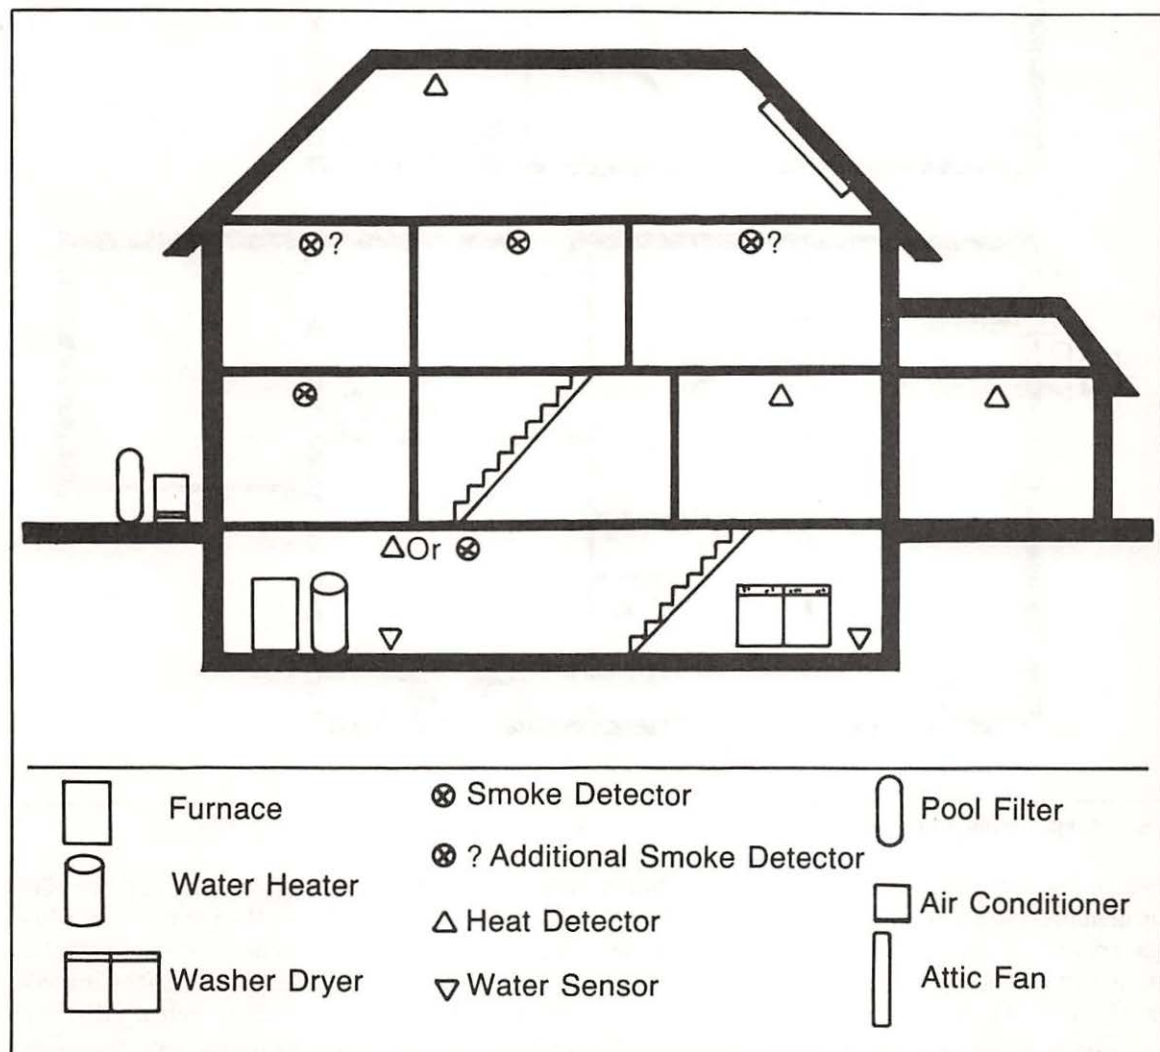 ?
?
Or
Furnace
Water Heater
Washer Dryer
Smoke Detector
? Additional Smoke Detector
Heat Detector
Water Sensor
Pool Filter
Air Conditioner
Attic Fan